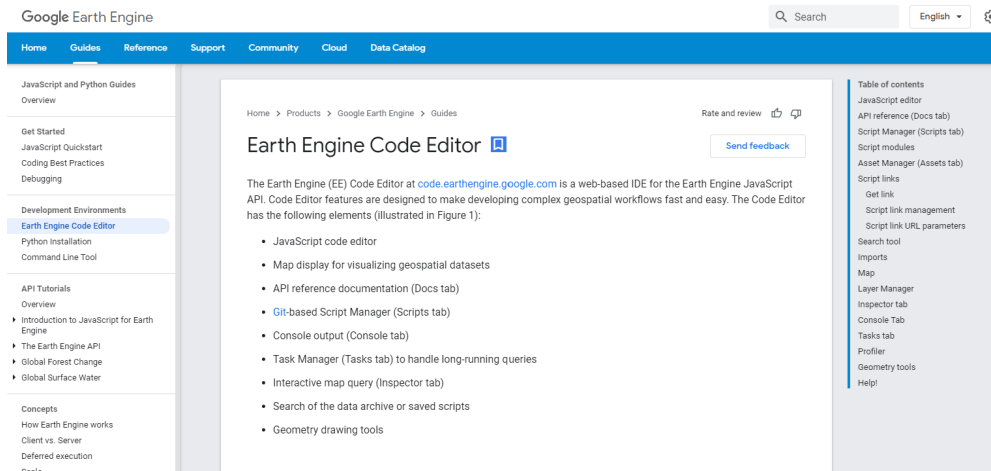 Google Earth Engine
Search
English
Home Guides Reference Support Community Cloud Data Catalog
JavaScript and Python Guides
Overview
Get Started
JavaScript Quickstart
Coding Best Practices
Debugging
Development Environments
Earth Engine Code Editor
Python Installation
Command Line Tool
API Tutorials
Overview
Introduction to JavaScript for Earth
Engine
The Earth Engine API
Global Forest Change
Global Surface Water
Concepts
How Earth Engine works
Client vs. Server
Deferred execution
Home > Products > Google Earth Engine > Guides
Rate and review
Earth Engine Code Editor
Send feedback
The Earth Engine (EE) Code Editor at code.earthengine.google.com is a web-based IDE for the Earth Engine JavaScript
API. Code Editor features are designed to make developing complex geospatial workflows fast and easy. The Code Editor
has the following elements (illustrated in Figure 1):
• JavaScript code editor
• Map display for visualizing geospatial datasets
• API reference documentation (Docs tab)
• Git-based Script Manager (Scripts tab)
• Console output (Console tab)
• Task Manager (Tasks tab) to handle long-running queries
• Interactive map query (Inspector tab)
• Search of the data archive or saved scripts
• Geometry drawing tools
Table of contents
JavaScript editor
API reference (Docs tab)
Script Manager (Scripts tab)
Script modules
Asset Manager (Assets tab)
Script links
Get link
Script link management
Script link URL parameters
Search tool
Imports
Map
Layer Manager
Inspector tab
Console Tab
Tasks tab
Profiler
Geometry tools
Help!